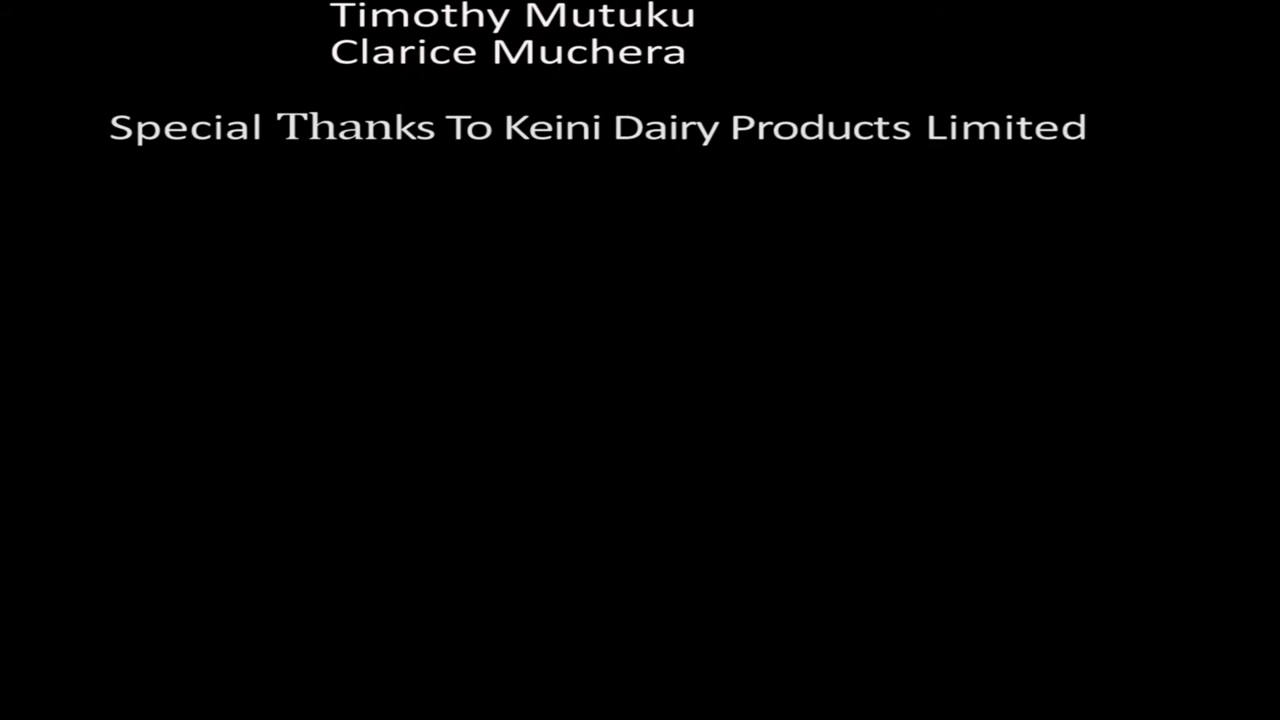 Timothy Mutuku
Clarice Muchera
Special Thanks To Keini Dairy Products Limited